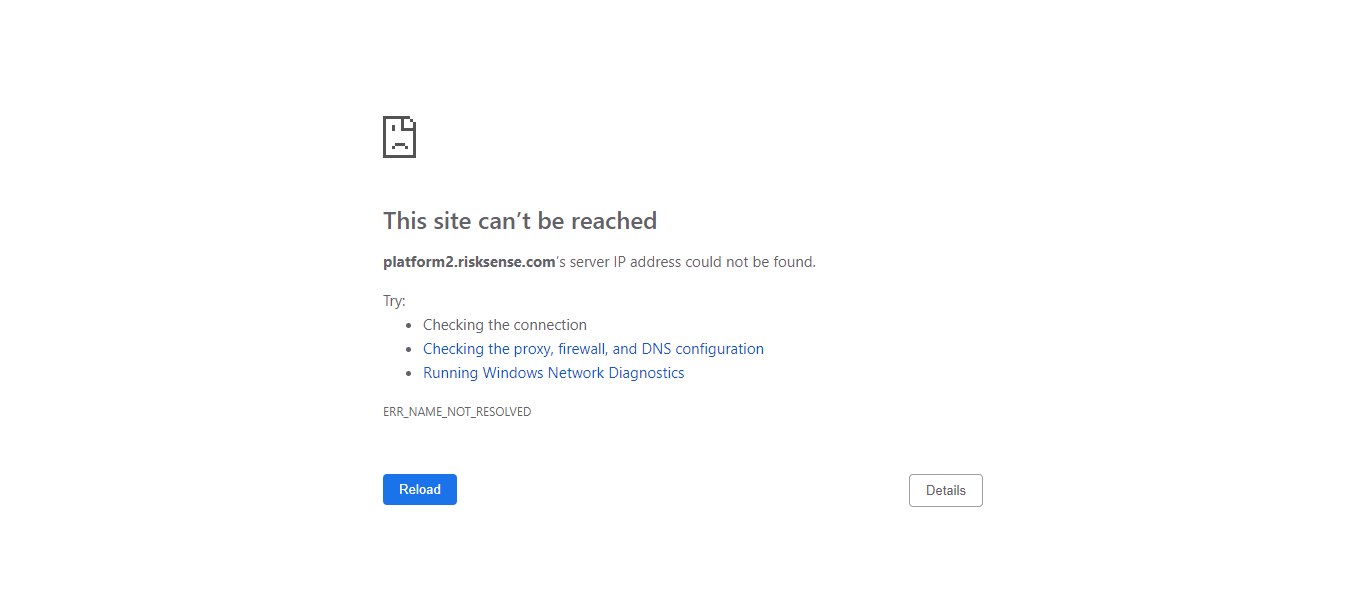 This site can’t be reached
platform2.risksense.com’s server IP address could not be found.
Try:
Checking the connection
Checking the proxy, firewall, and DNS configuration
Running Windows Network Diagnostics
ERR_NAME_NOT_RESOLVED
Reload
Details